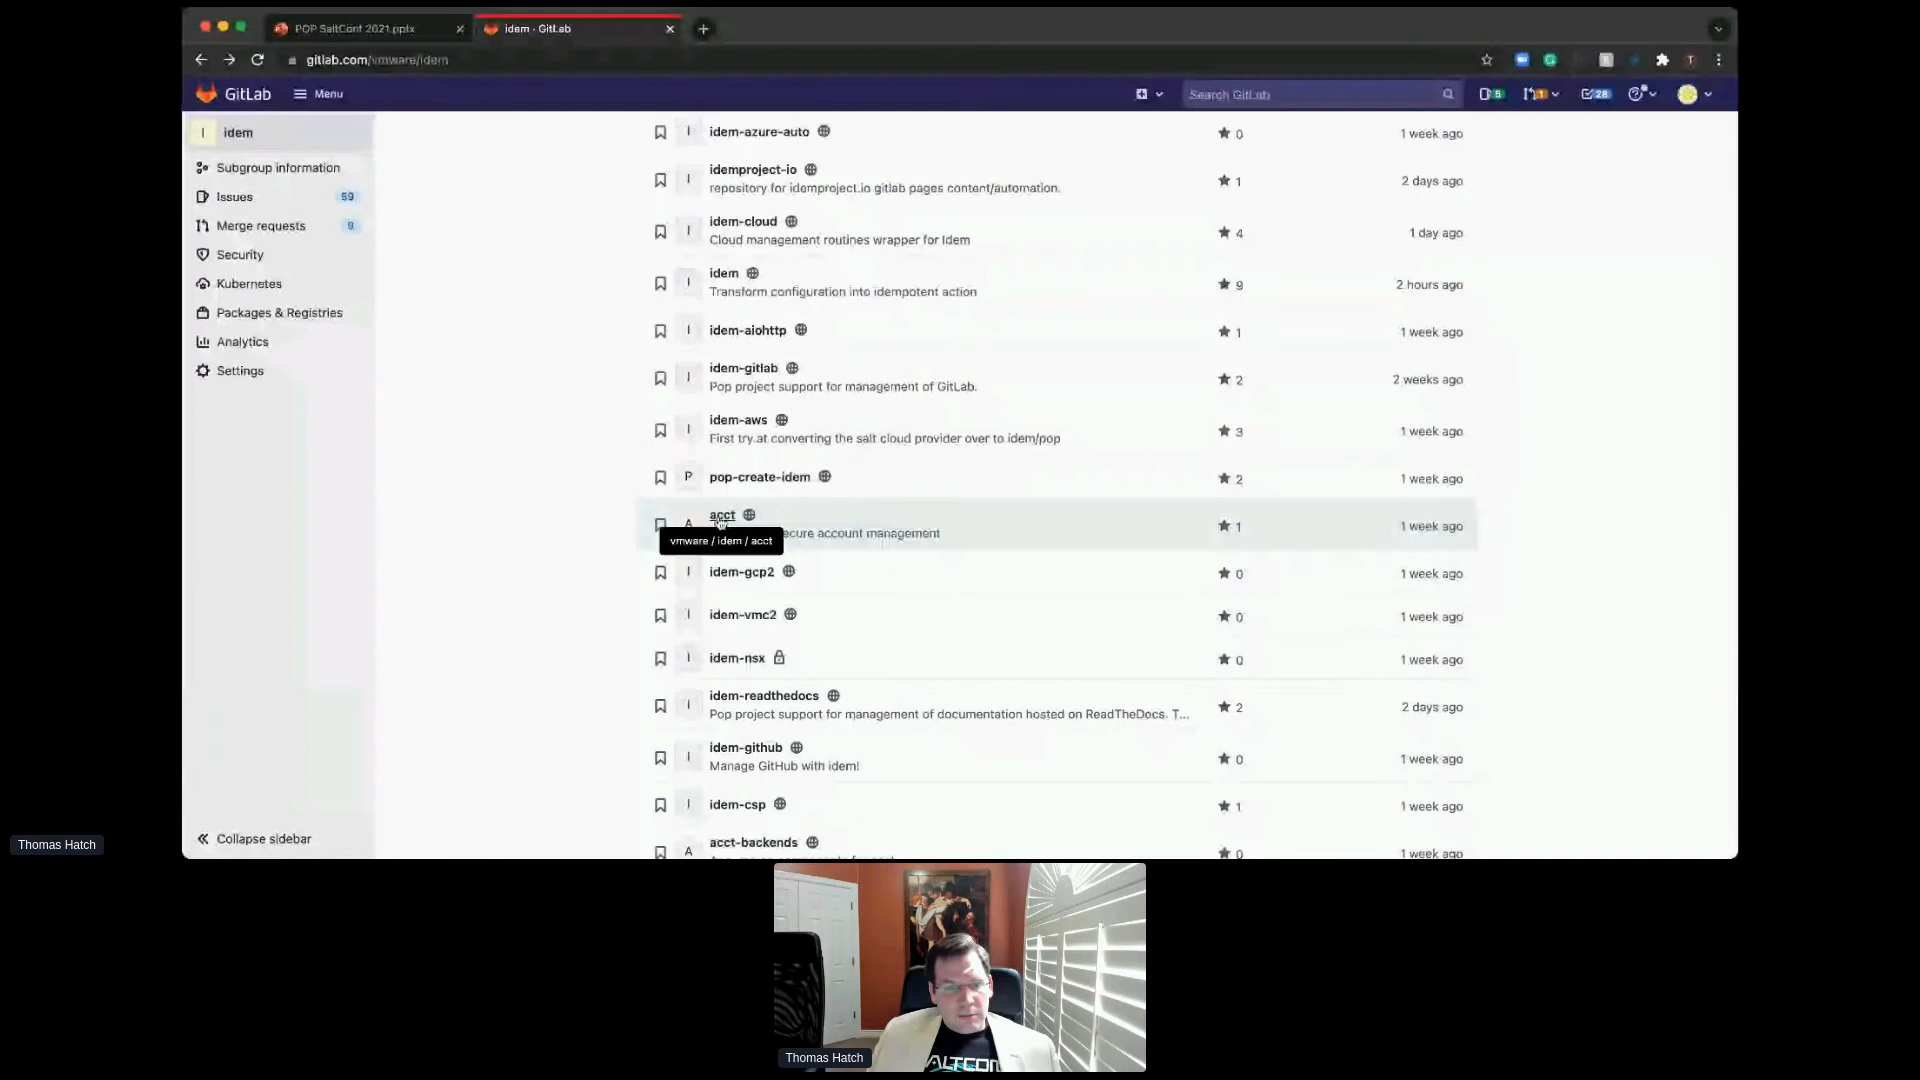 POP SaltConf 2021.pptx
idem · GitLab
gitlab.com/vmware/idem
T
GitLab
Menu
Search GitLab
5
1
28
I
idem
Subgroup information
Issues
59
Merge requests
9
Security
Kubernetes
Packages & Registries
Analytics
Settings
Collapse sidebar
I idem-azure-auto 0 1 week ago
I idemproject-io 1 2 days ago
repository for idemproject.io gitlab pages content/automation.
I idem-cloud 4 1 day ago
Cloud management routines wrapper for Idem
I idem 9 2 hours ago
Transform configuration into idempotent action
I idem-aiohttp 1 1 week ago
I idem-gitlab 2 2 weeks ago
Pop project support for management of GitLab.
I idem-aws 3 1 week ago
First try at converting the salt cloud provider over to idem/pop
P pop-create-idem 2 1 week ago
A acct 1 1 week ago
ecure account management
vmware / idem / acct
I idem-gcp2 0 1 week ago
I idem-vmc2 0 1 week ago
I idem-nsx 0 1 week ago
I idem-readthedocs 2 2 days ago
Pop project support for management of documentation hosted on ReadTheDocs. T...
I idem-github 0 1 week ago
Manage GitHub with idem!
I idem-csp 1 1 week ago
A acct-backends 0 1 week ago
Thomas Hatch
ALTCON
Thomas Hatch